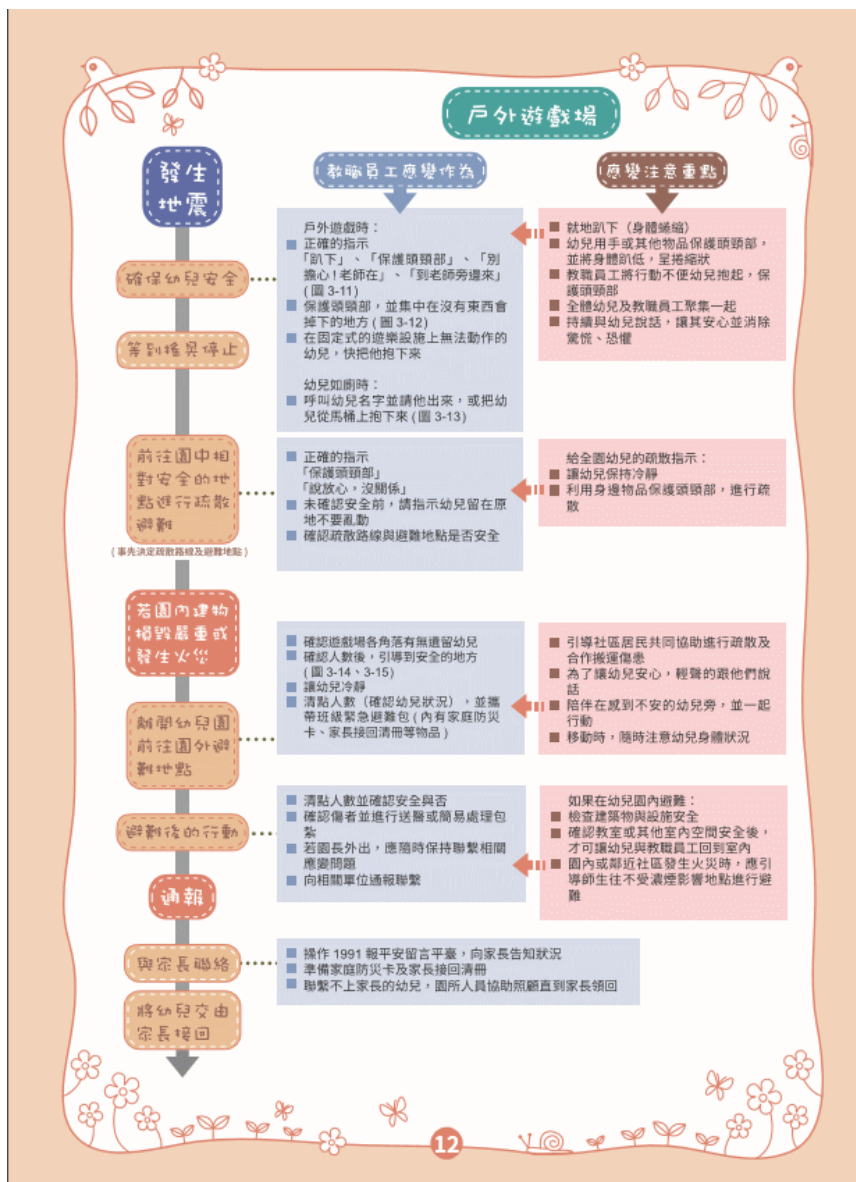 戶外遊戲場
發生
地震
教職員工應變作為
應變注意重點
確保幼兒安全
等到搖晃停止
戶外遊戲時：
正確的指示
「趴下」、「保護頭頸部」、「別
擔心！老師在」、「到老師旁邊來」
(圖 3-11)
保護頭頸部，並集中在沒有東西會
掉下的地方 (圖 3-12)
在固定式的遊樂設施上無法動作的
幼兒，快把他抱下來
幼兒如廁時：
呼叫幼兒名字並請他出來，或把幼
兒從馬桶上抱下來 (圖 3-13)
就地趴下（身體蜷縮）
幼兒用手或其他物品保護頭頸部，
並將身體趴低，呈捲縮狀
教職員工將行動不便幼兒抱起，保
護頭頸部
全體幼兒及教職員工聚集一起
持續與幼兒說話，讓其安心並消除
驚慌、恐懼
前往園中相
對安全的地
點進行疏散
避難
(事先決定疏散路線及避難地點)
正確的指示
「保護頭頸部」
「說放心，沒關係」
未確認安全前，請指示幼兒留在原
地不要亂動
確認疏散路線與避難地點是否安全
給全園幼兒的疏散指示：
讓幼兒保持冷靜
利用身邊物品保護頭頸部，進行疏
散
若園內建物
損毀嚴重或
發生火災
離開幼兒園
前往園外避
難地點
確認遊戲場各角落有無遺留幼兒
確認人數後，引導到安全的地方
(圖 3-14、3-15)
讓幼兒冷靜
清點人數（確認幼兒狀況），並攜
帶班級緊急避難包 (內有家庭防災
卡、家長接回清冊等物品)
引導社區居民共同協助進行疏散及
合作搬運傷患
為了讓幼兒安心，輕聲的跟他們說
話
陪伴在感到不安的幼兒旁，並一起
行動
移動時，隨時注意幼兒身體狀況
避難後的行動
清點人數並確認安全與否
確認傷者並進行送醫或簡易處理包
紮
若園長外出，應隨時保持聯繫相關
應變問題
向相關單位通報聯繫
如果在幼兒園內避難：
檢查建築物與設施安全
確認教室或其他室內空間安全後，
才可讓幼兒與教職員工回到室內
園內或鄰近社區發生火災時，應引
導師生往不受濃煙影響地點進行避
難
通報
與家長聯絡
將幼兒交由
家長接回
操作 1991 報平安留言平臺，向家長告知狀況
準備家庭防災卡及家長接回清冊
聯繫不上家長的幼兒，園所人員協助照顧直到家長領回
12